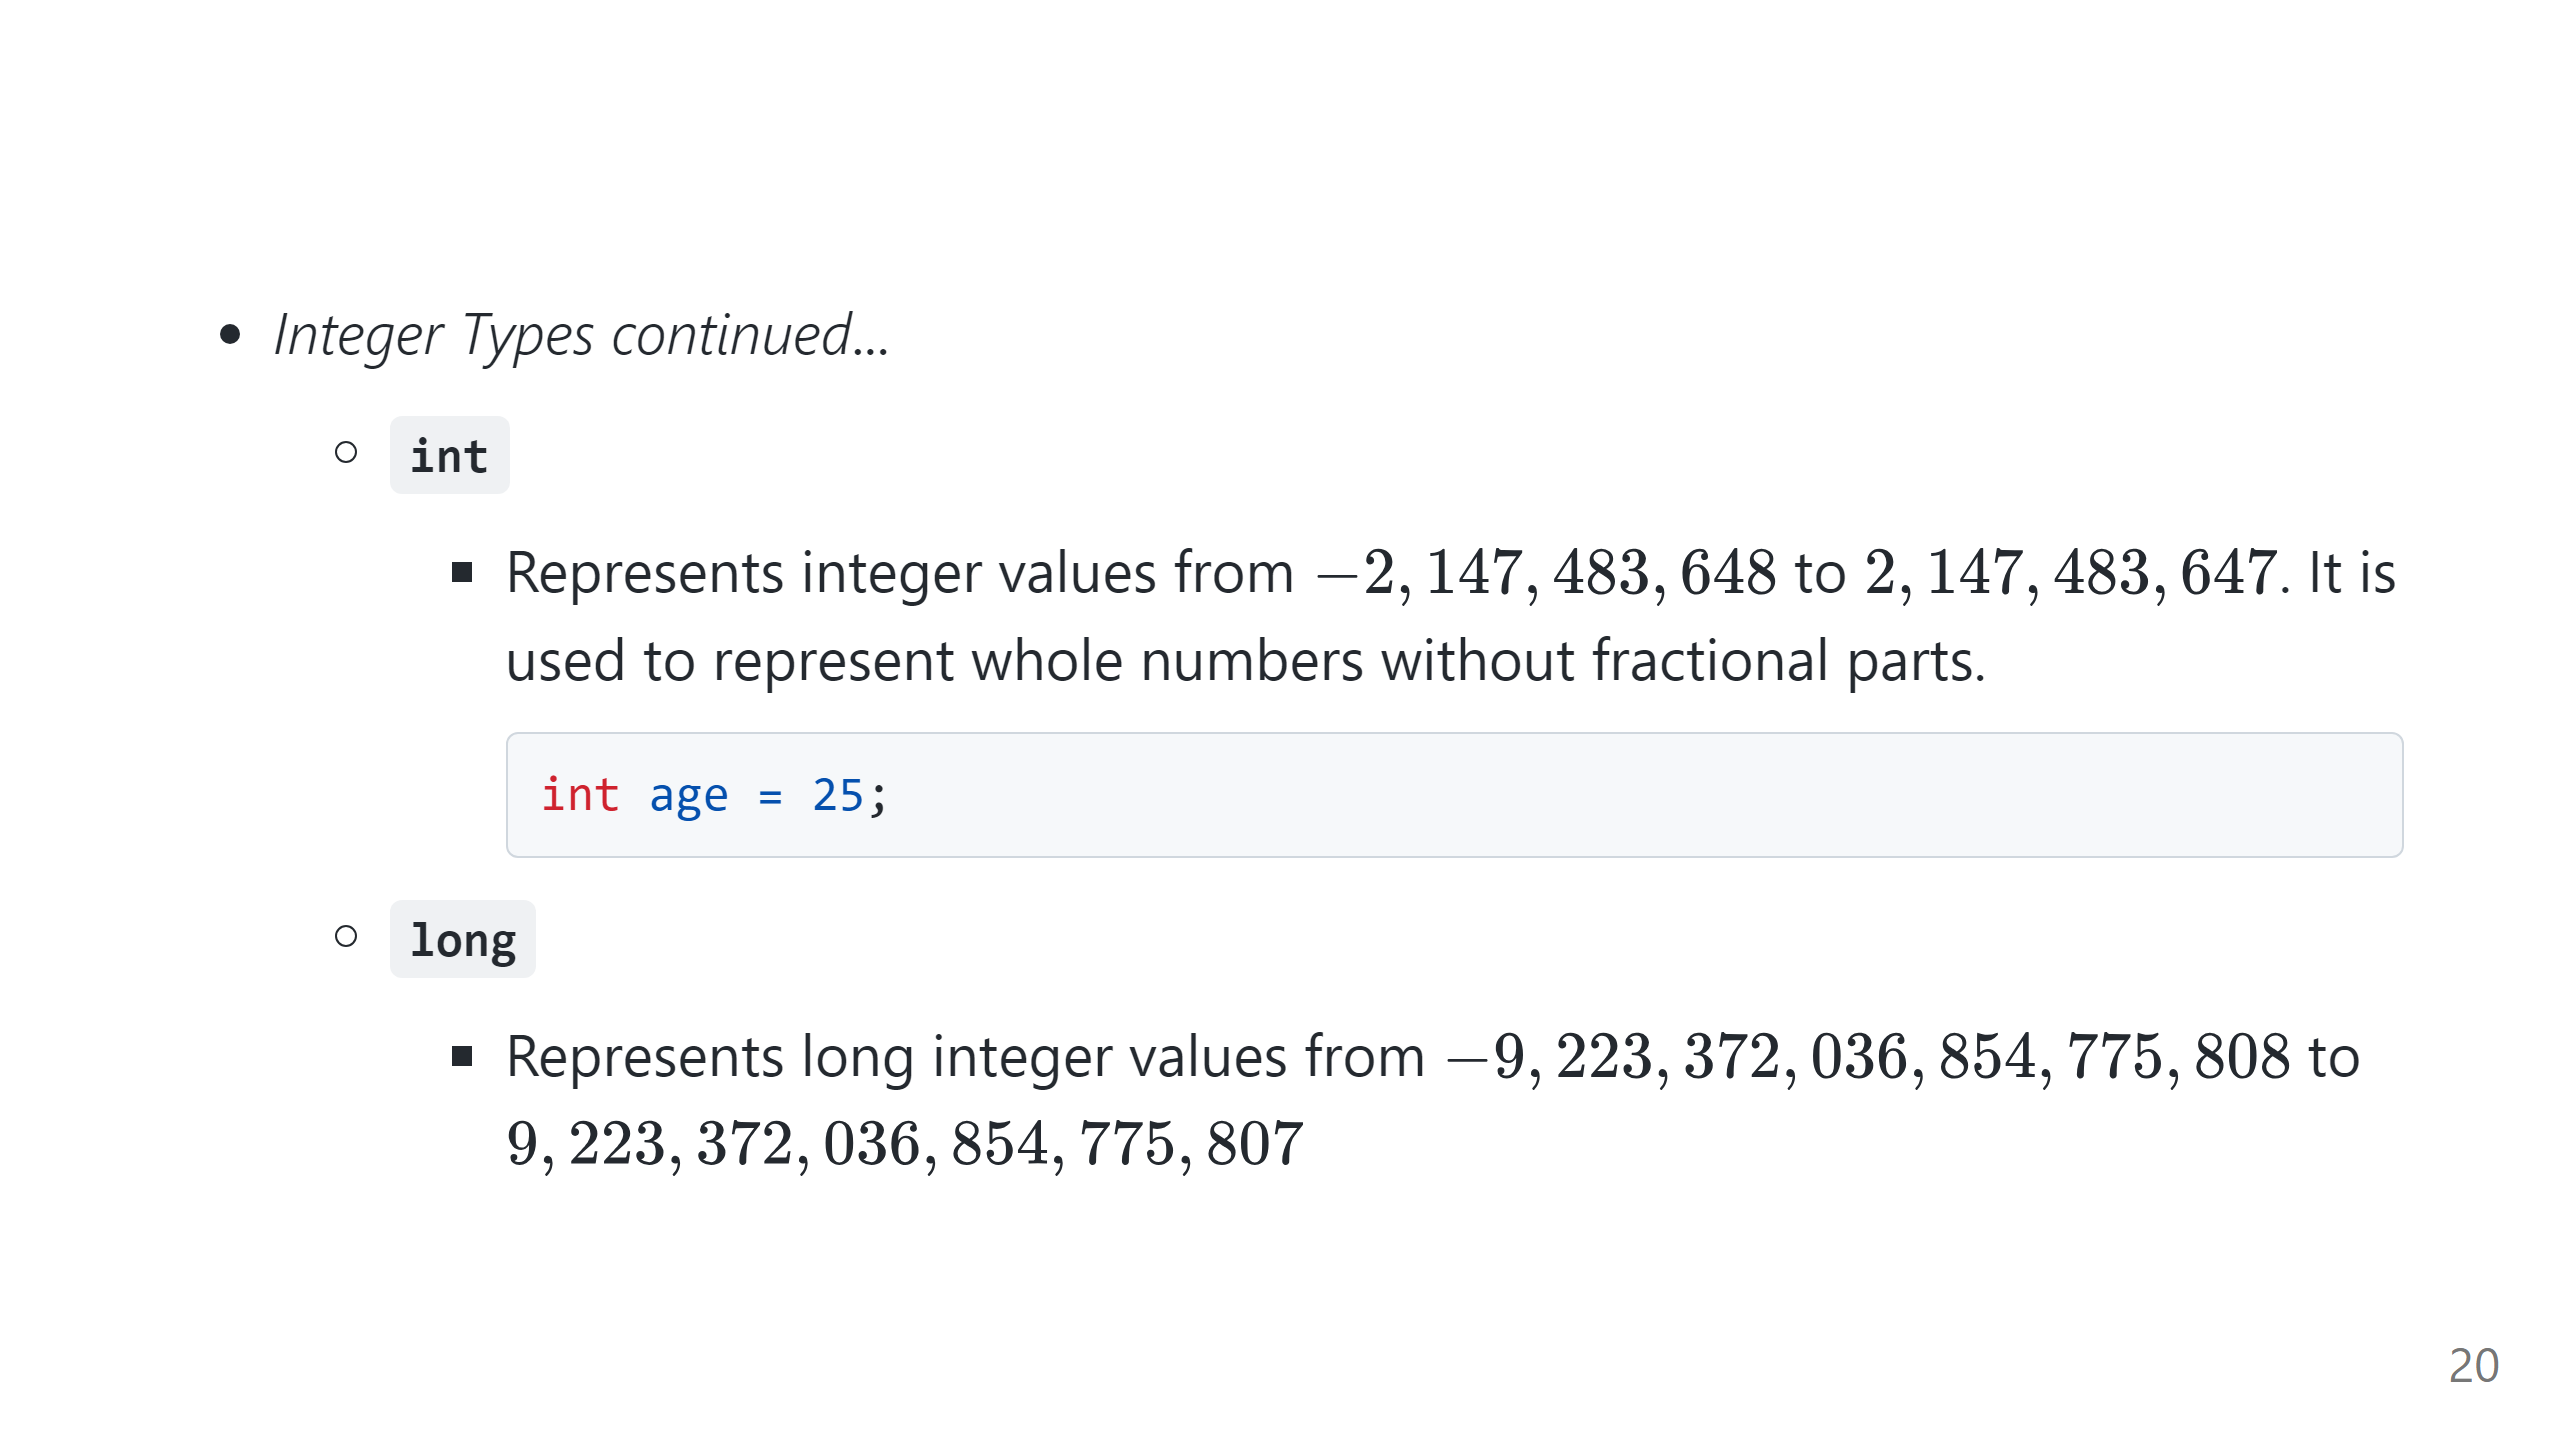 Integer Types continued...
int
Represents integer values from −2, 147, 483, 648 to 2, 147, 483, 647. It is
used to represent whole numbers without fractional parts.
int age = 25;
long
Represents long integer values from −9, 223, 372, 036, 854, 775, 808 to
9, 223, 372, 036, 854, 775, 807
20